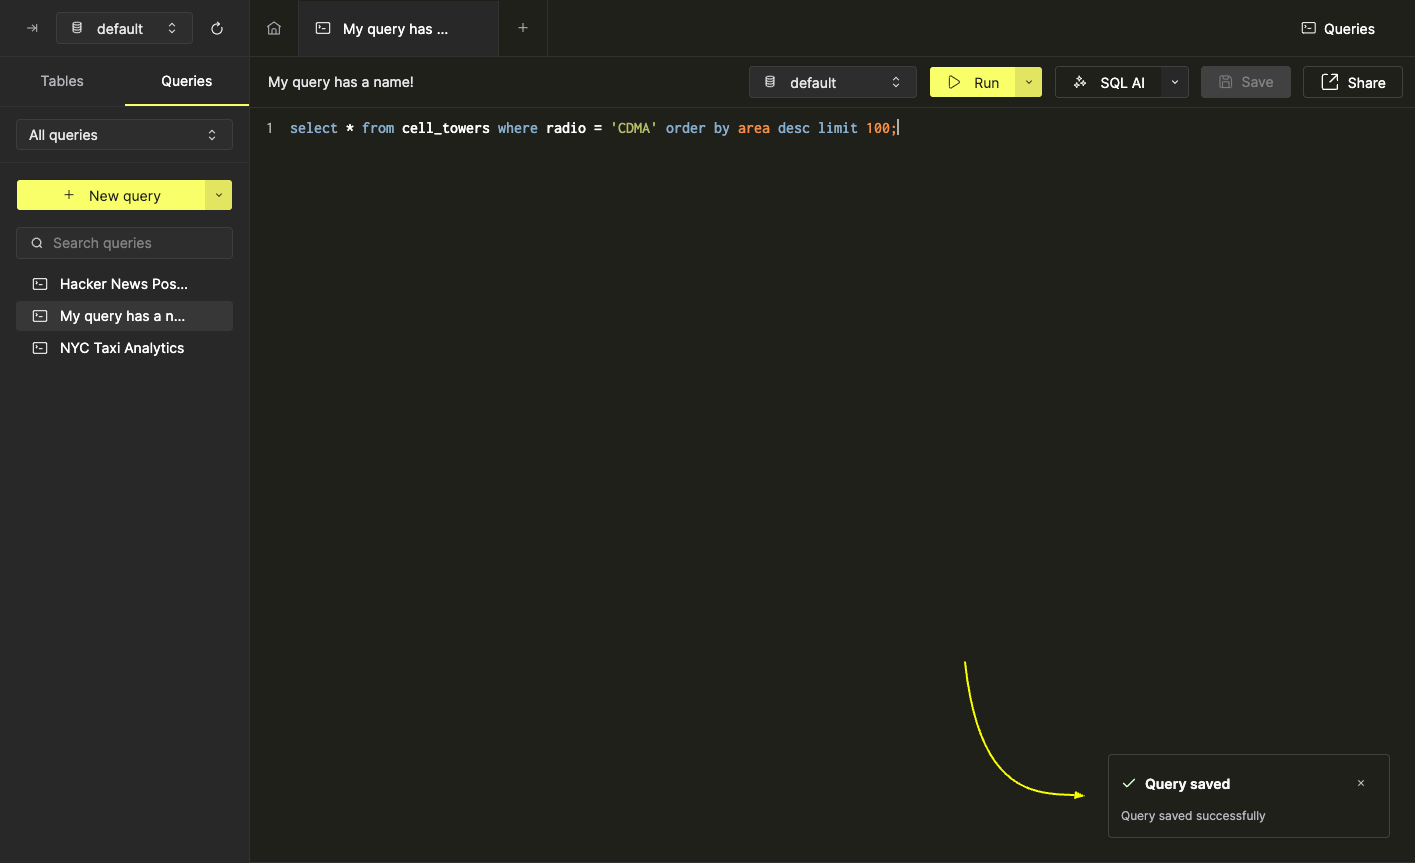 default
My query has ...
Queries
Tables
Queries
My query has a name!
default
Run
SQL AI
Save
Share
All queries
1 select * from cell_towers where radio = 'CDMA' order by area desc limit 100;
New query
Search queries
Hacker News Pos...
My query has a n...
NYC Taxi Analytics
Query saved
Query saved successfully